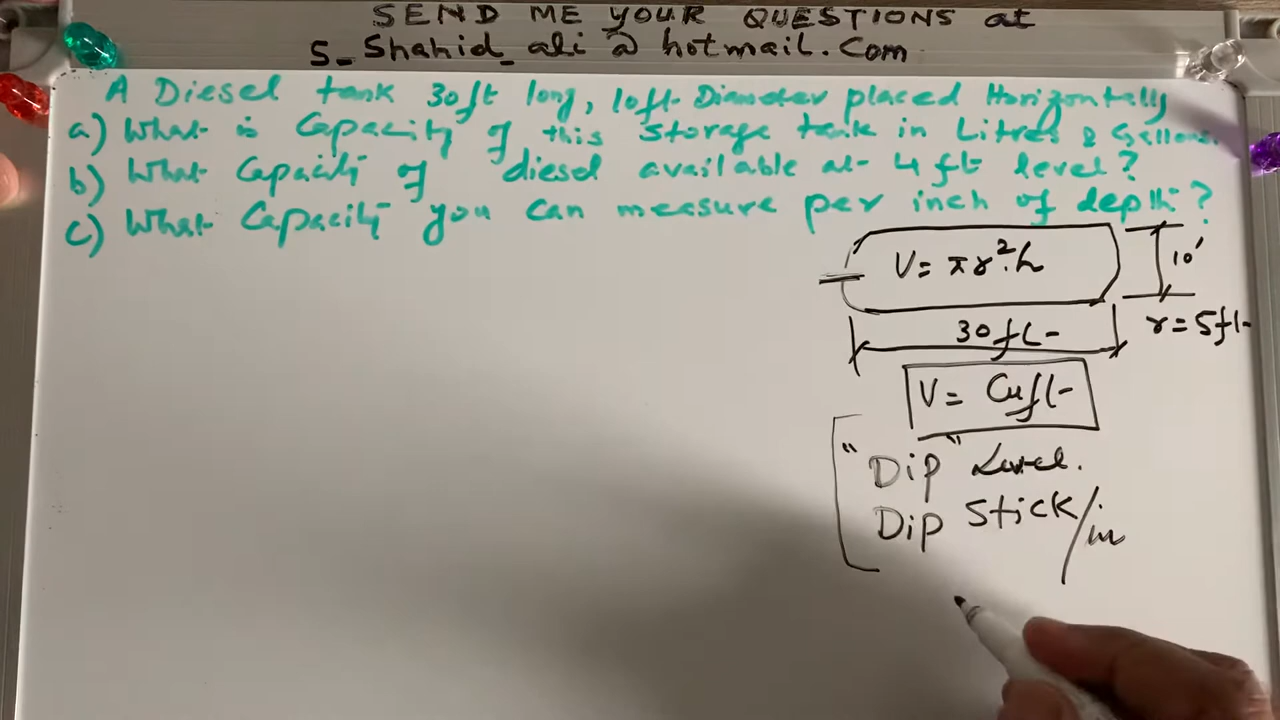 SEND ME YOUR QUESTIONS at
S_Shahid_ali @ hotmail.Com
A Diesel tank 30ft long, 10ft Diameter placed Horizontally
a) What is Capacity of this Storage tank in Litres & Gallons.
b) What Capacity of diesel available at 4 ft level?
c) What Capacity you Can measure per inch of depth?
V = πr².h
10'
30ft
r = 5ft
V = Cuft
"Dip" Level.
Dip Stick/in